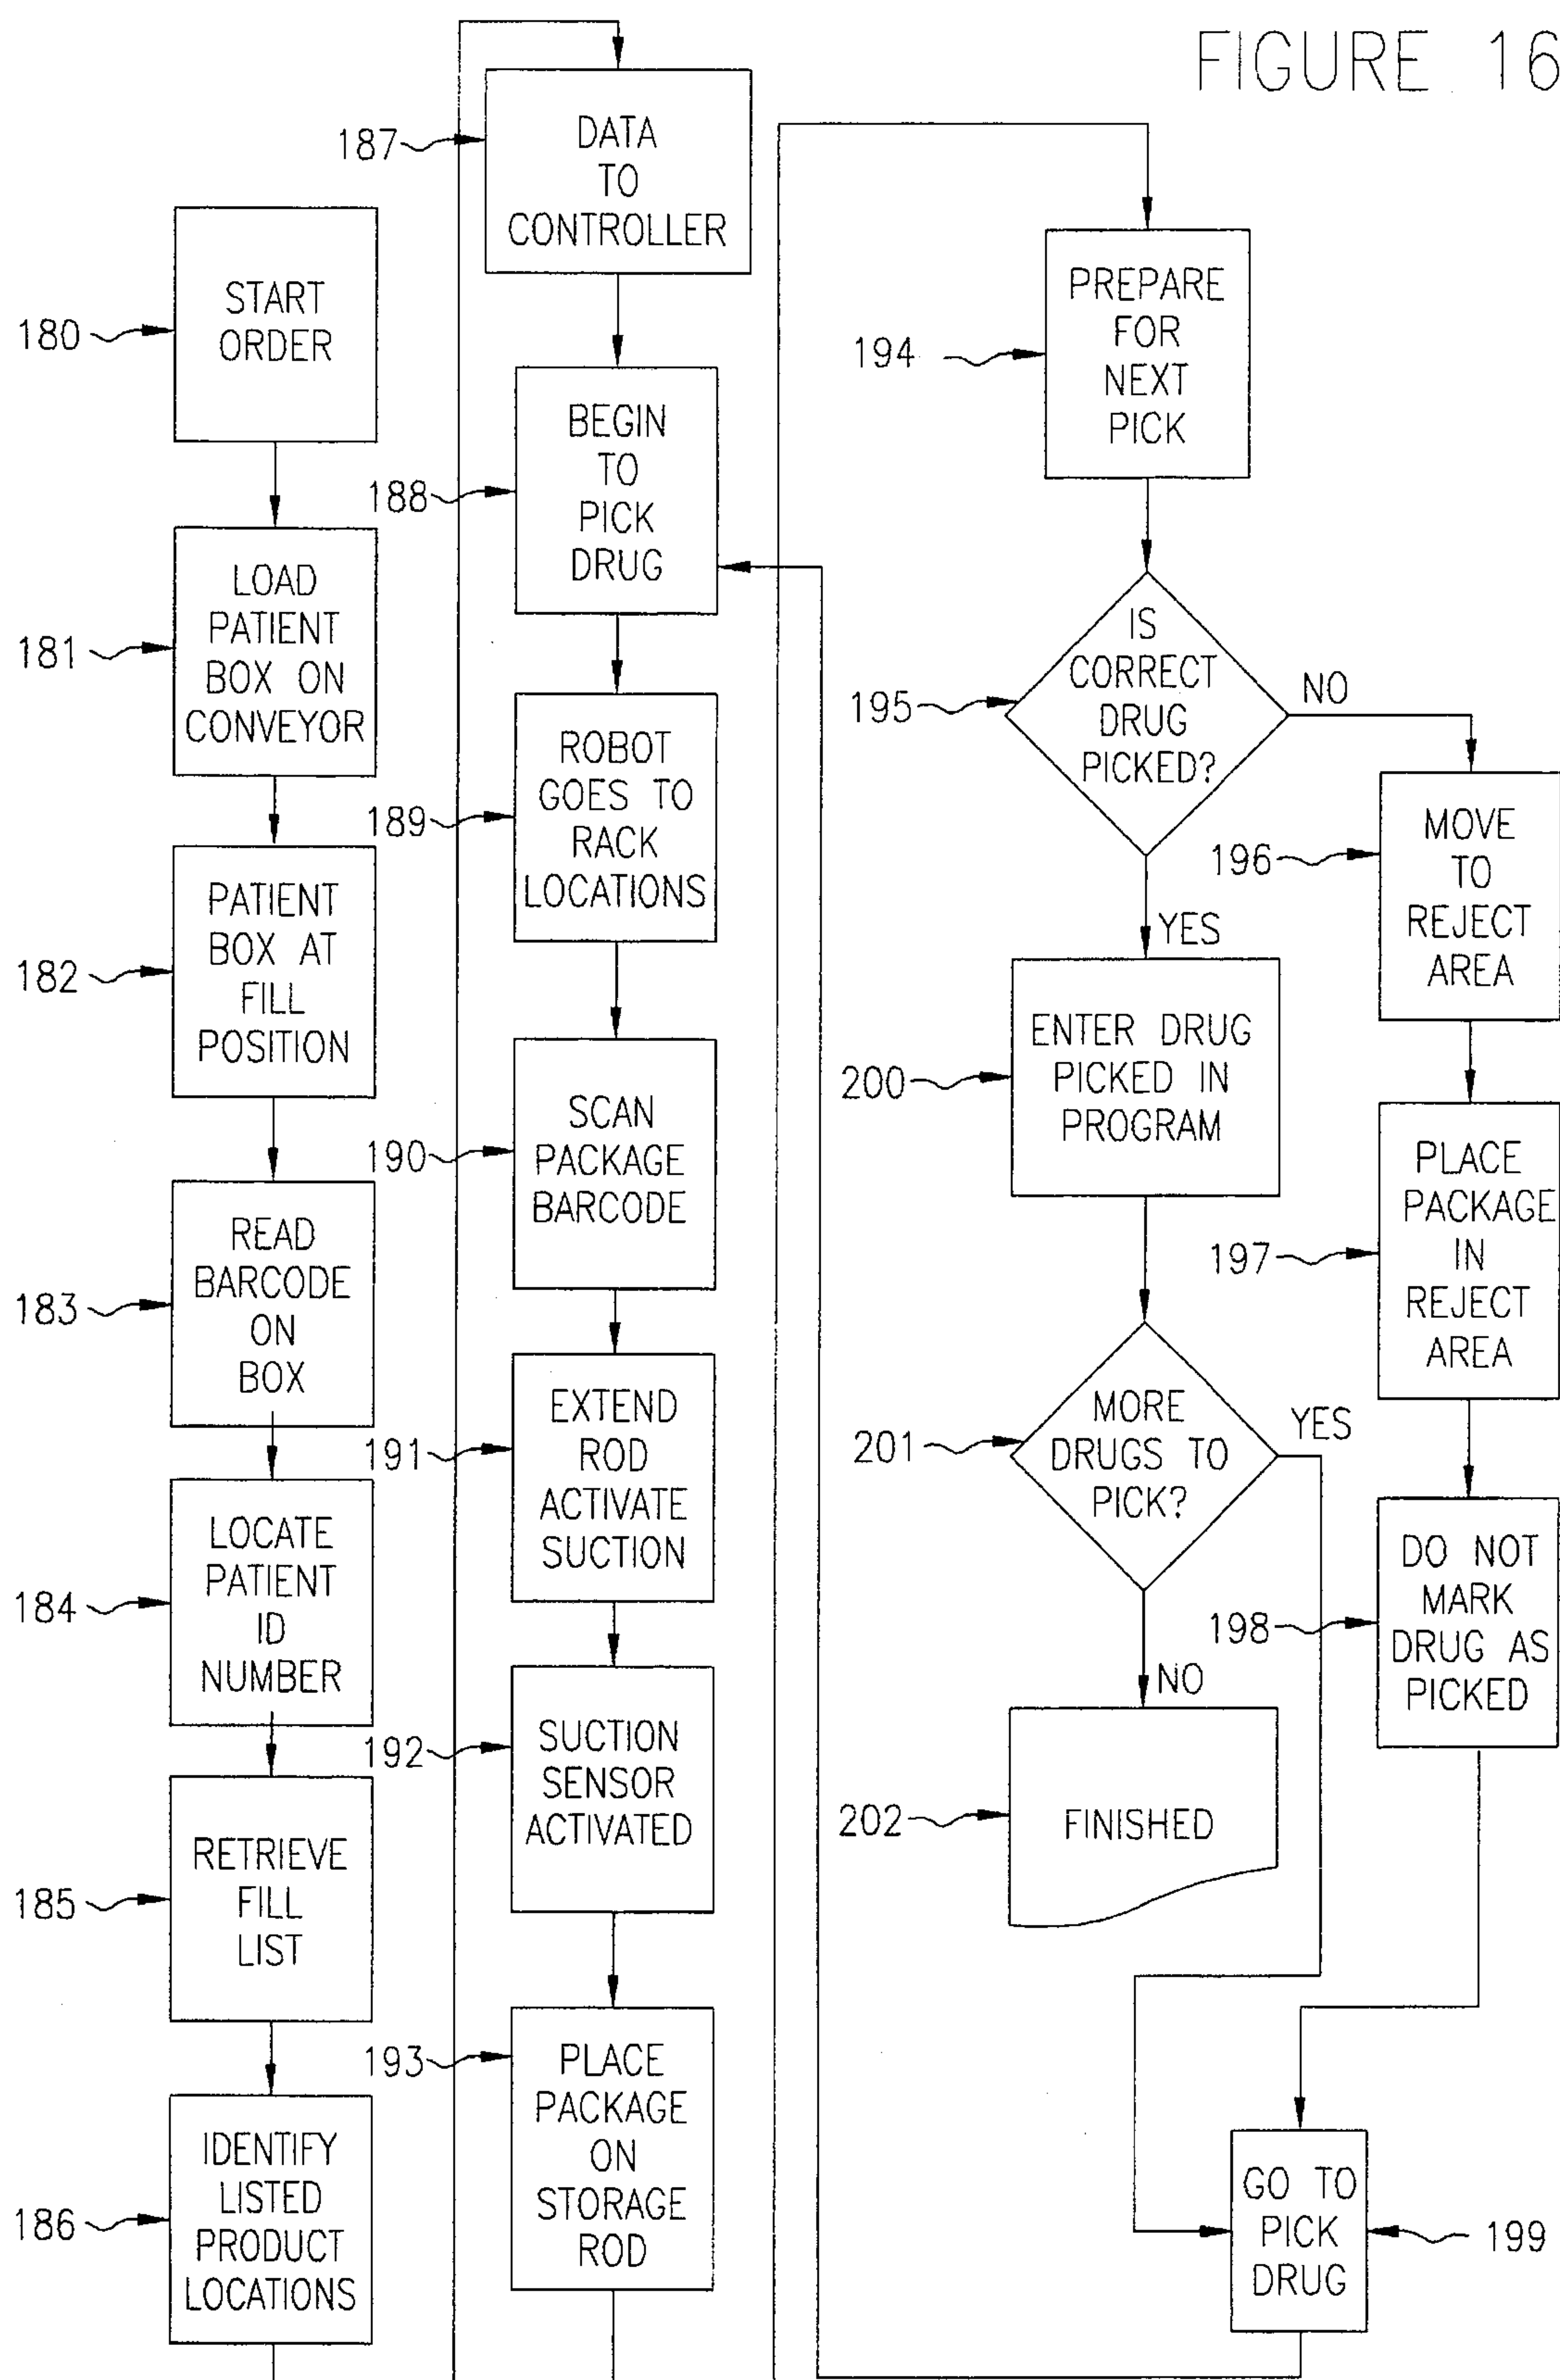 FIGURE 16
180
START
ORDER
181
LOAD
PATIENT
BOX ON
CONVEYOR
182
PATIENT
BOX AT
FILL
POSITION
183
READ
BARCODE
ON
BOX
184
LOCATE
PATIENT
ID
NUMBER
185
RETRIEVE
FILL
LIST
186
IDENTIFY
LISTED
PRODUCT
LOCATIONS
187
DATA
TO
CONTROLLER
188
BEGIN
TO
PICK
DRUG
189
ROBOT
GOES TO
RACK
LOCATIONS
190
SCAN
PACKAGE
BARCODE
191
EXTEND
ROD
ACTIVATE
SUCTION
192
SUCTION
SENSOR
ACTIVATED
193
PLACE
PACKAGE
ON
STORAGE
ROD
194
PREPARE
FOR
NEXT
PICK
195
IS
CORRECT
DRUG
PICKED?
NO
YES
196
MOVE
TO
REJECT
AREA
197
PLACE
PACKAGE
IN
REJECT
AREA
198
DO NOT
MARK
DRUG AS
PICKED
199
GO TO
PICK
DRUG
200
ENTER DRUG
PICKED IN
PROGRAM
201
MORE
DRUGS TO
PICK?
YES
NO
202
FINISHED